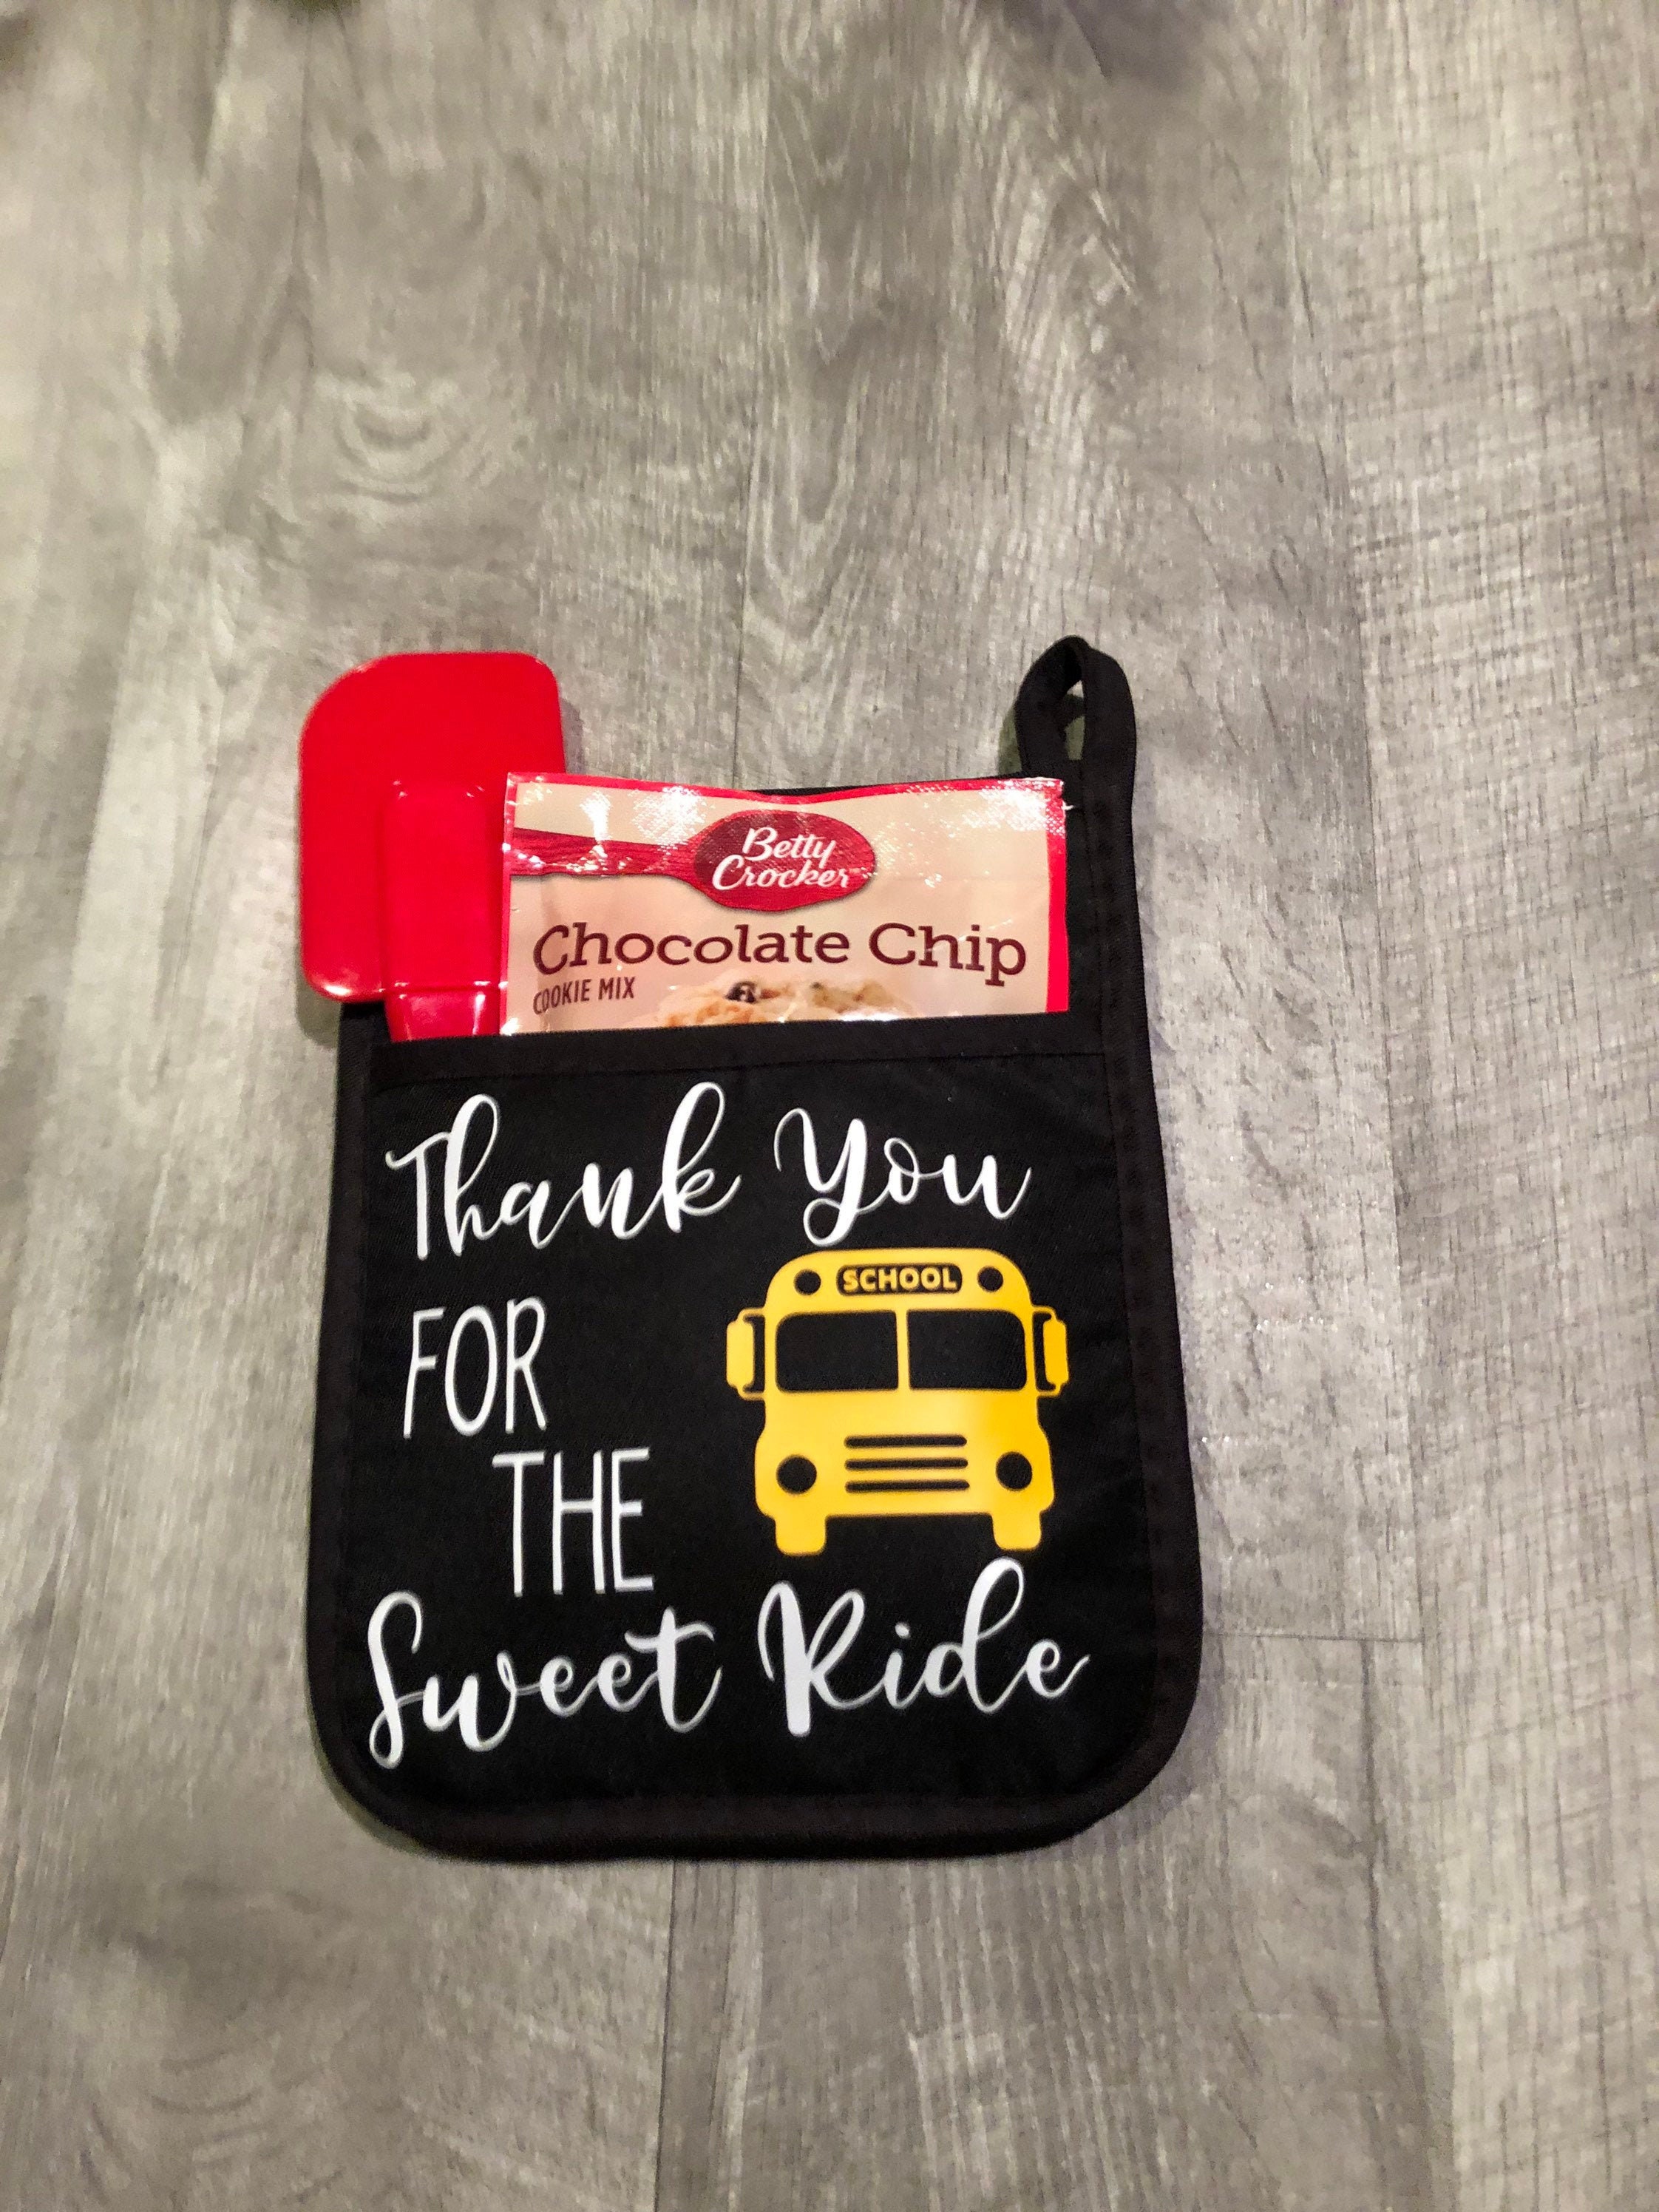 Betty
Crocker
Chocolate Chip
COOKIE MIX
Thank You
SCHOOL
FOR
THE
Sweet Ride